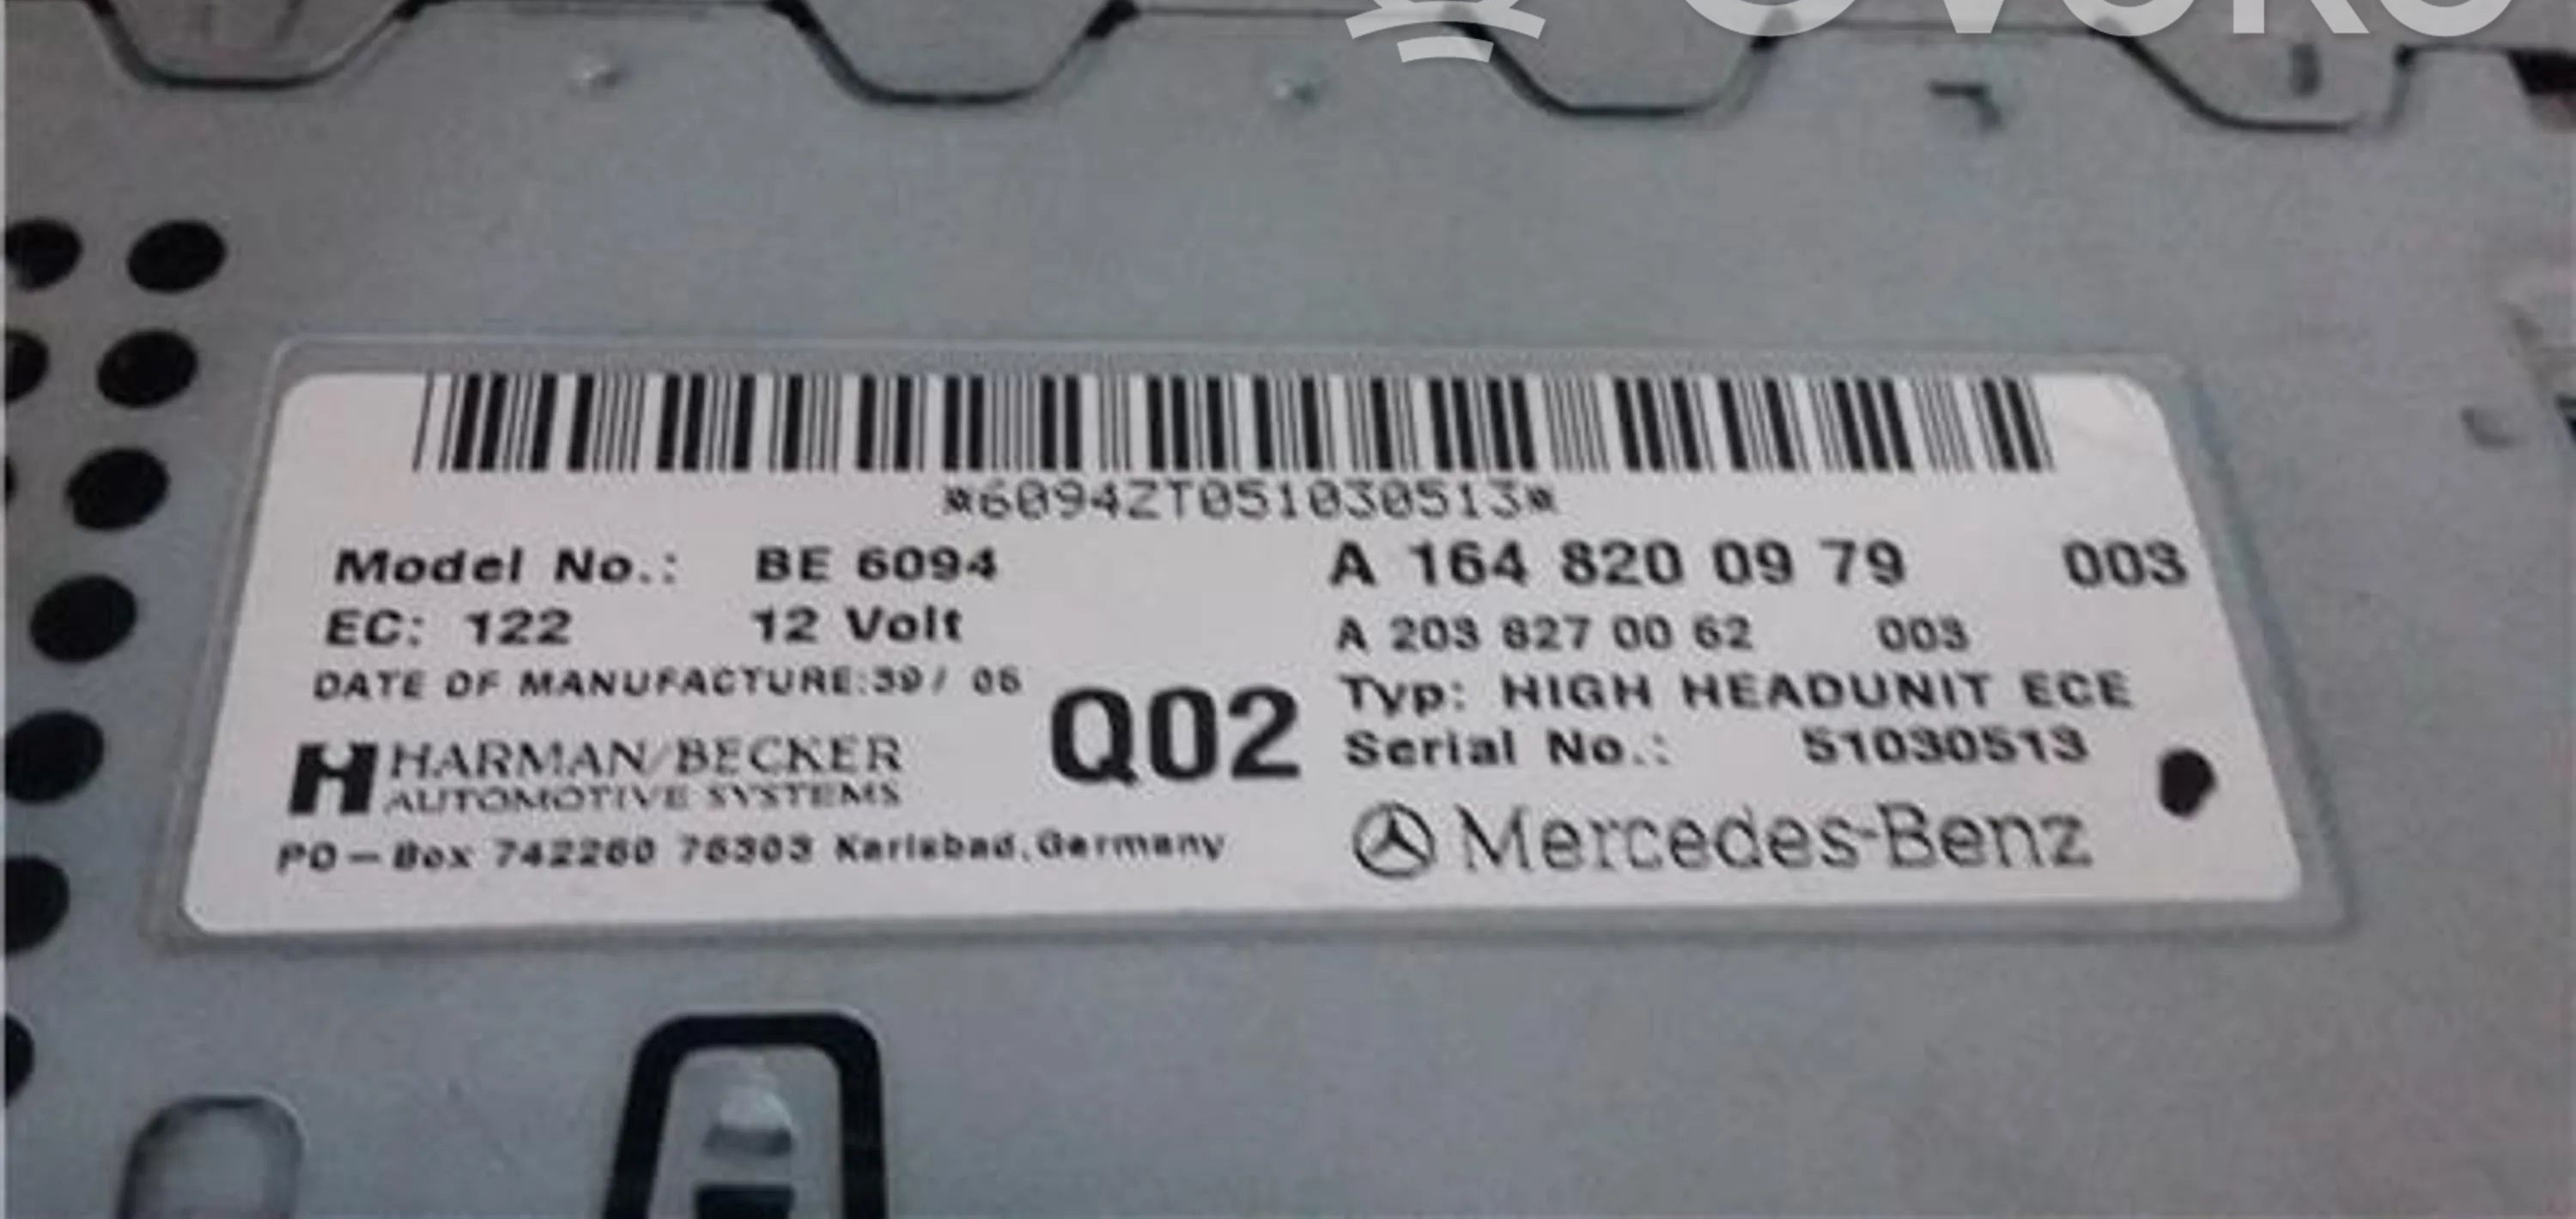 *6094ZT051030513*
Model No.: BE 6094
EC: 122 12 Volt
DATE OF MANUFACTURE:39/ 05
HARMAN/BECKER
AUTOMOTIVE SYSTEMS
PO-Box 742260 76303 Karlsbad,Germany
Q02
A 164 820 09 79 003
A 203 827 00 62 003
Typ: HIGH HEADUNIT ECE
Serial No.: 51030513
Mercedes-Benz